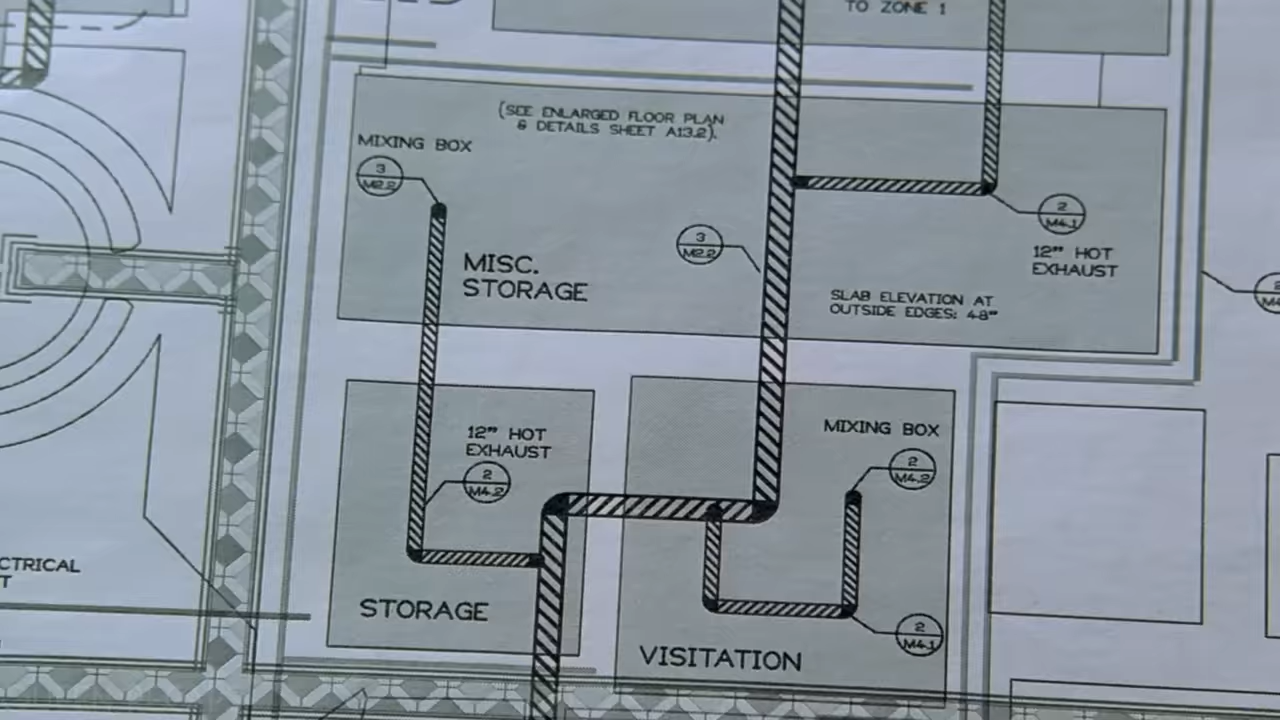 TO ZONE 1
(SEE ENLARGED FLOOR PLAN
& DETAILS SHEET A13.2).
MIXING BOX
3
M2.2
2
M4.1
12" HOT
EXHAUST
3
M2.2
MISC.
STORAGE
SLAB ELEVATION AT
OUTSIDE EDGES: 48"
12" HOT
EXHAUST
2
M4.2
MIXING BOX
2
M4.2
CTRICAL
T
STORAGE
2
M4.1
VISITATION